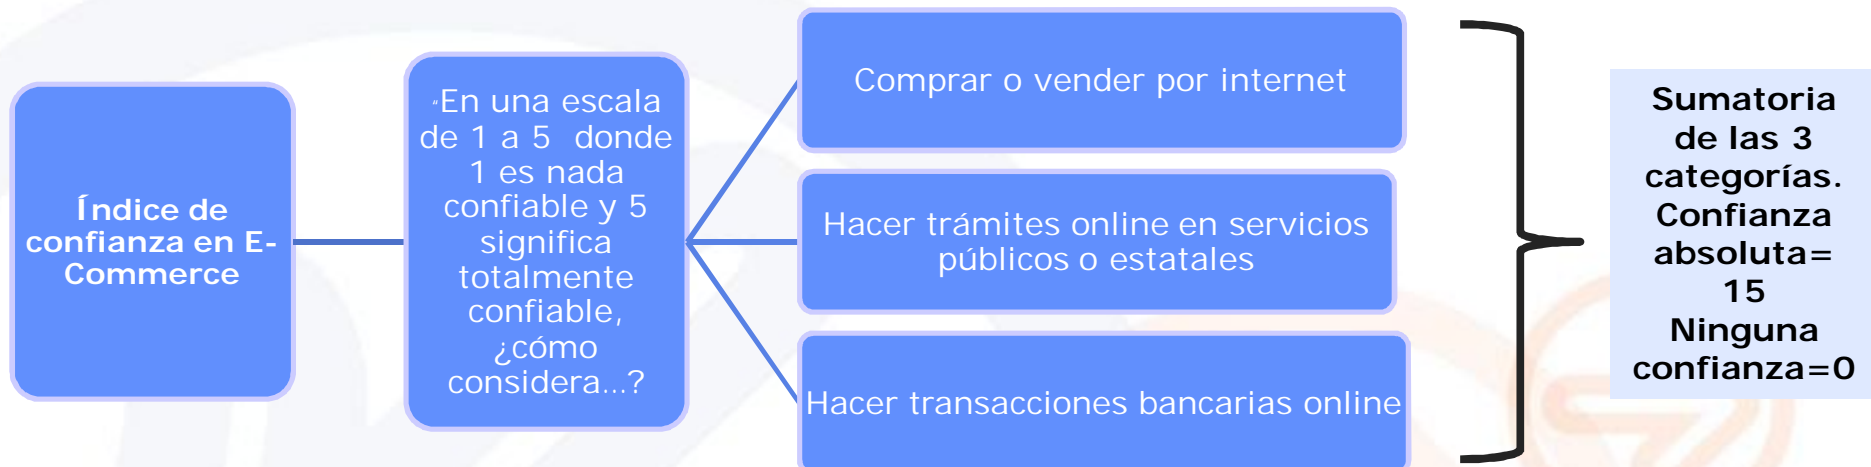 Índice de
confianza en E-
Commerce
“En una escala
de 1 a 5 donde
1 es nada
confiable y 5
significa
totalmente
confiable,
¿cómo
considera...?
Comprar o vender por internet
Hacer trámites online en servicios
públicos o estatales
Hacer transacciones bancarias online
Sumatoria
de las 3
categorías.
Confianza
absoluta=
15
Ninguna
confianza=0